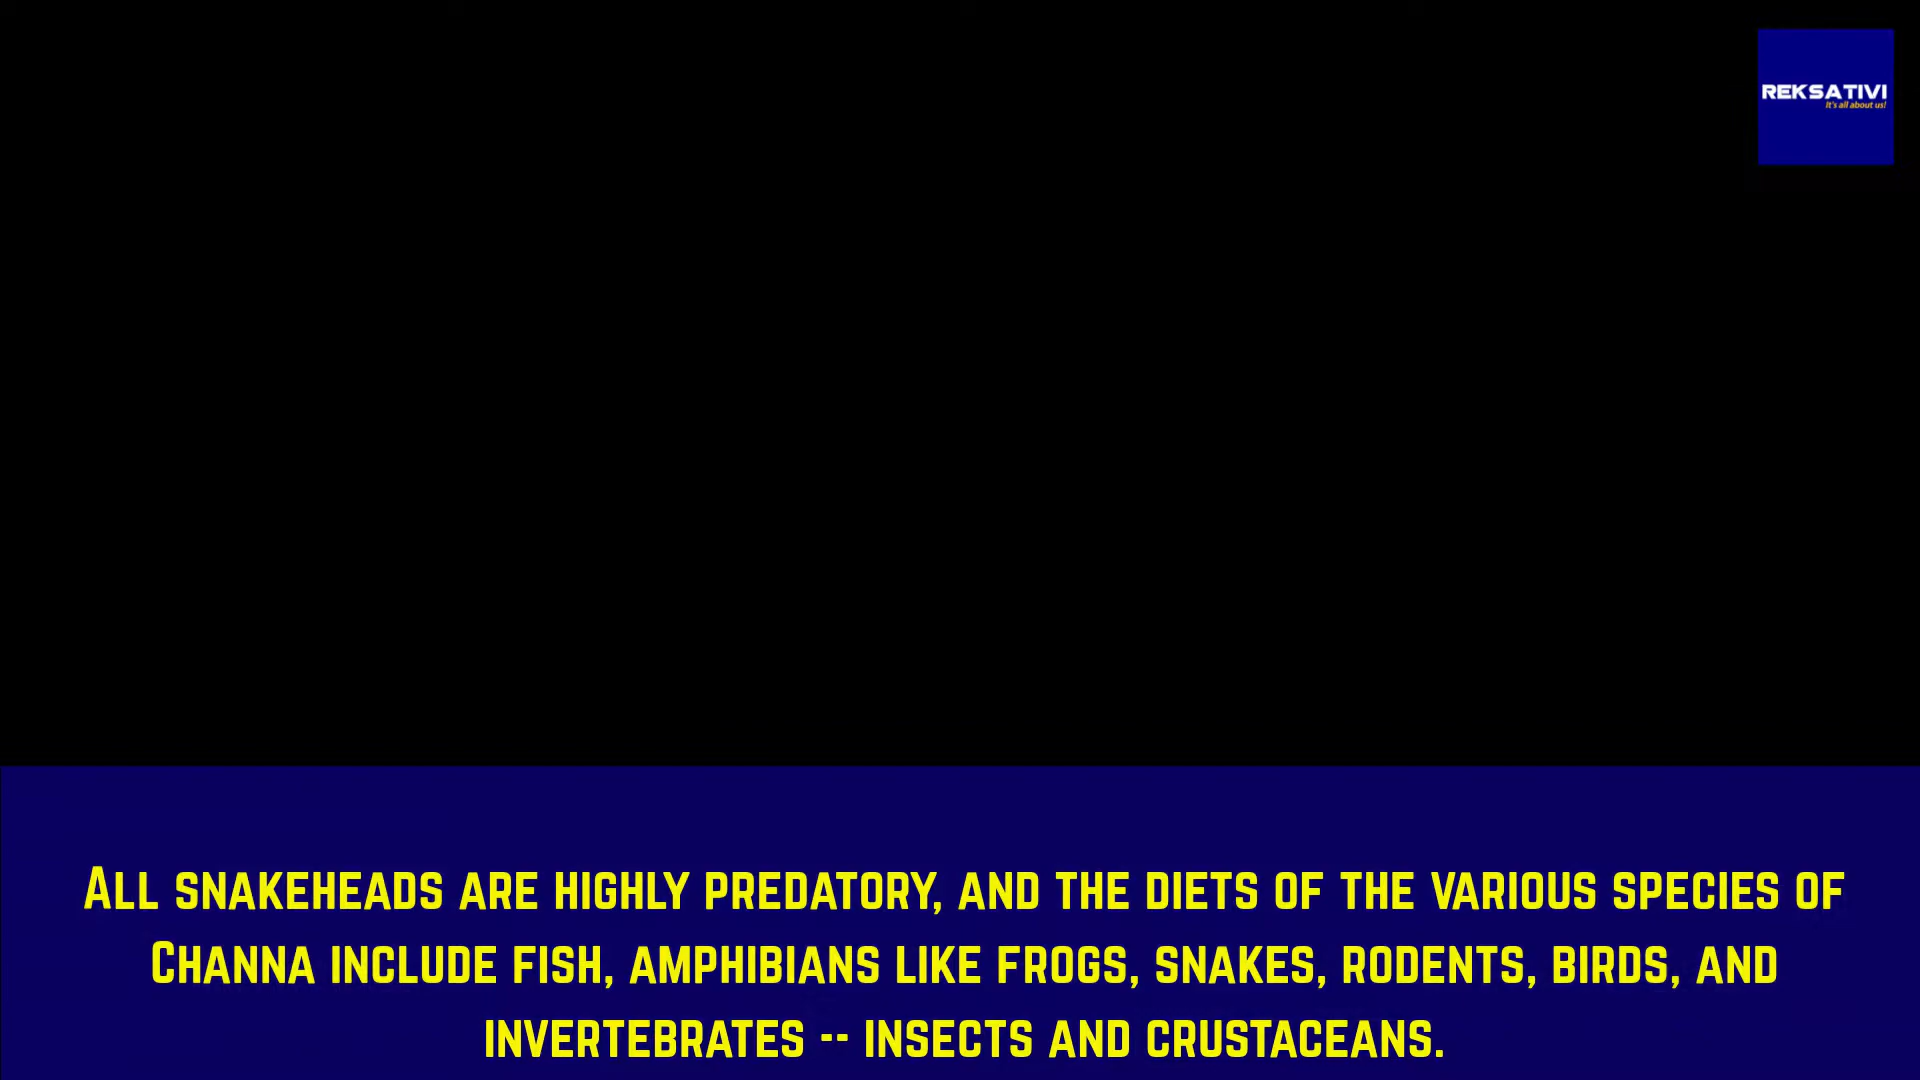 REKSATIVI
It's all about us!
All snakeheads are highly predatory, and the diets of the various species of
Channa include fish, amphibians like frogs, snakes, rodents, birds, and
invertebrates -- insects and crustaceans.